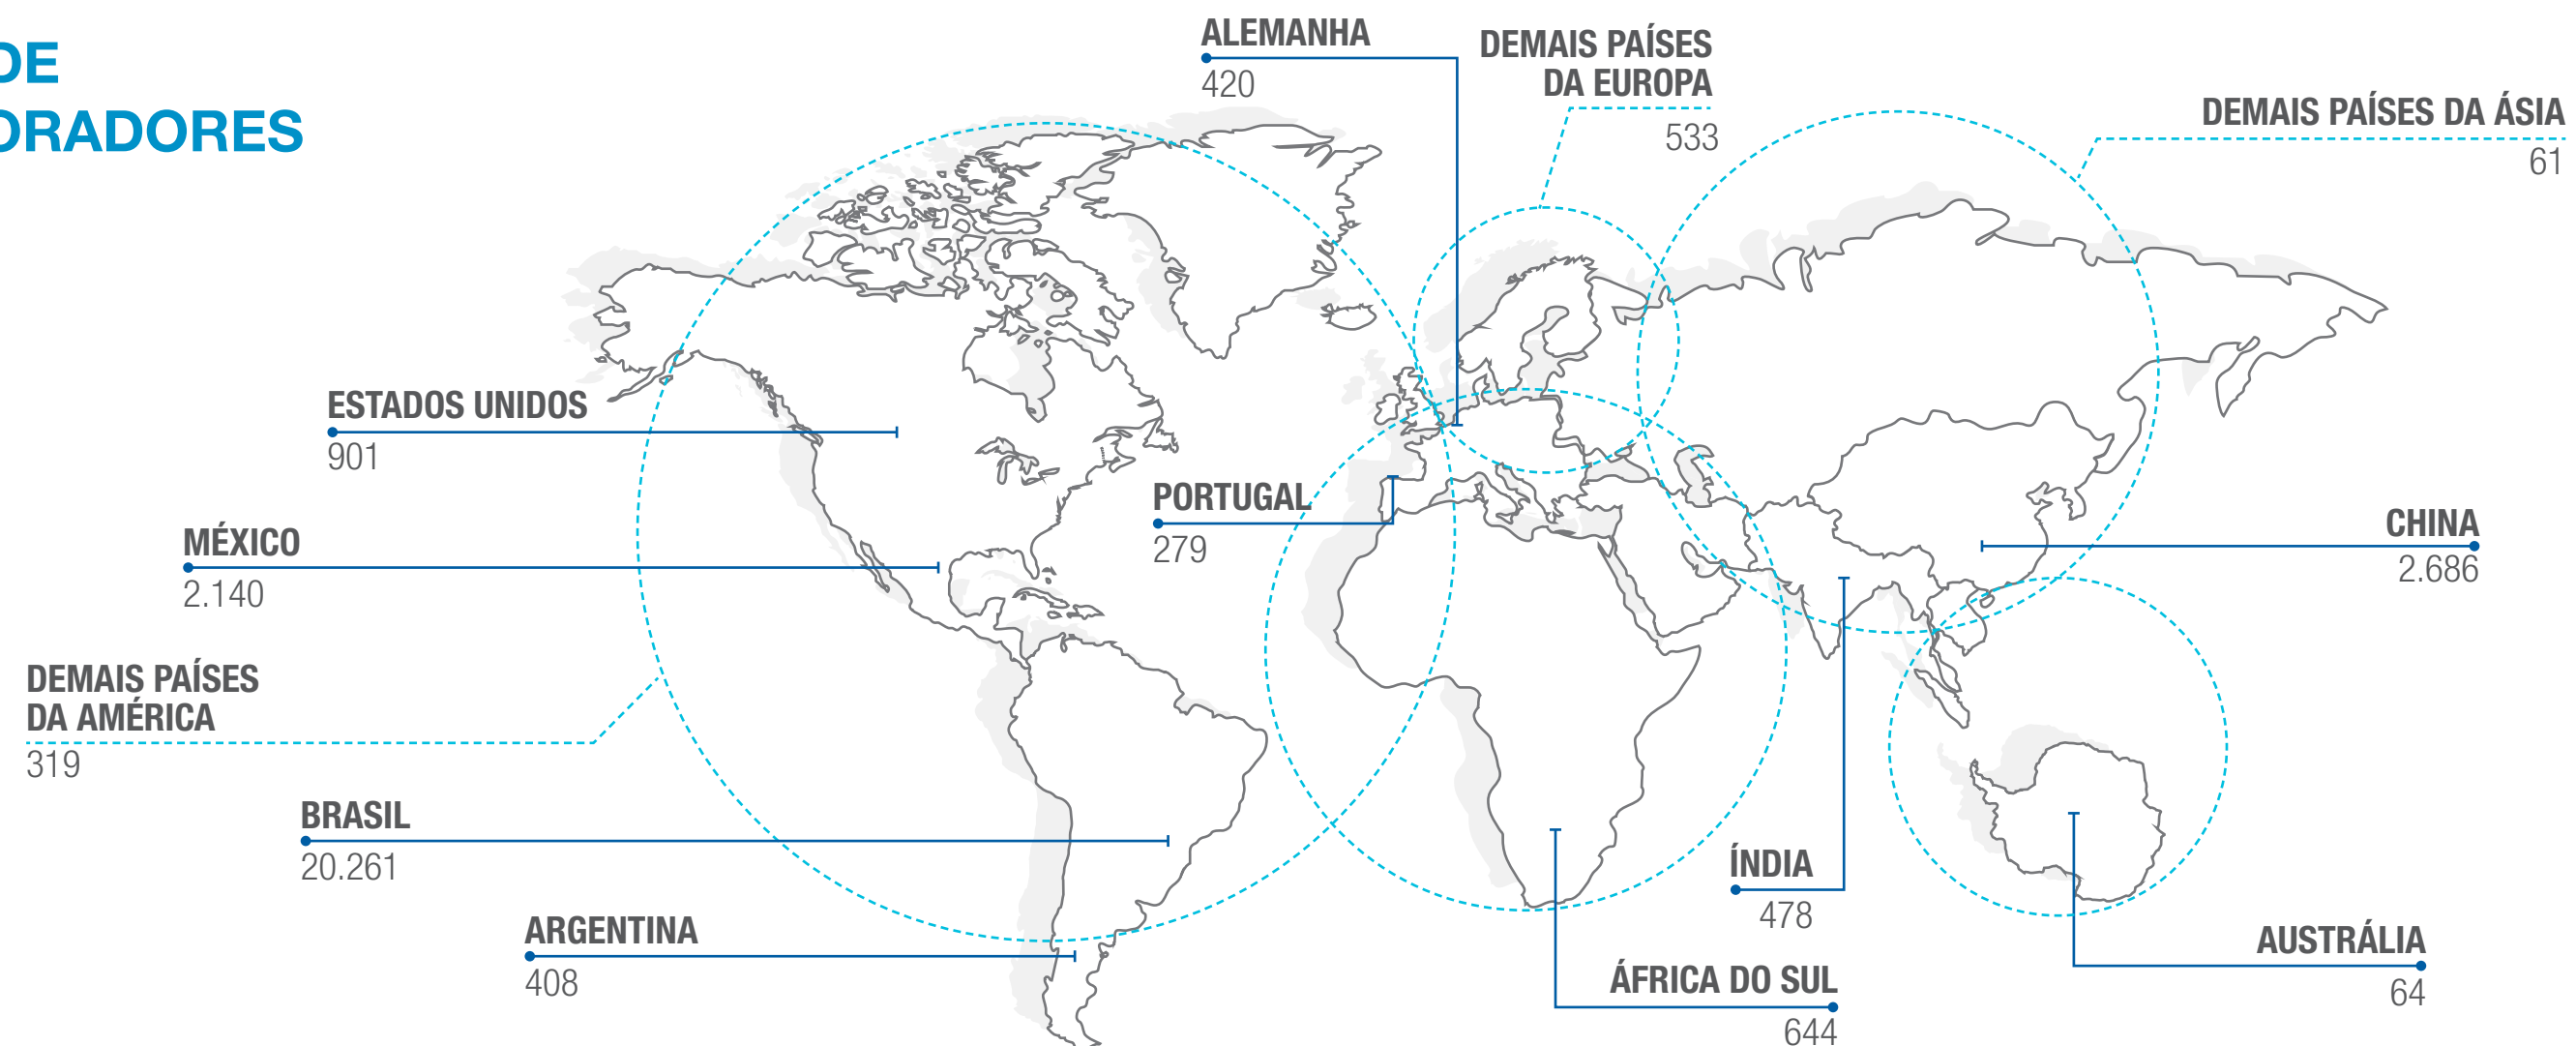 DE
ORADORES
ALEMANHA
420
DEMAIS PAÍSES
DA EUROPA
533
DEMAIS PAÍSES DA ÁSIA
61
ESTADOS UNIDOS
901
PORTUGAL
279
MÉXICO
2.140
CHINA
2.686
DEMAIS PAÍSES
DA AMÉRICA
319
BRASIL
20.261
ÍNDIA
478
ARGENTINA
408
ÁFRICA DO SUL
644
AUSTRÁLIA
64